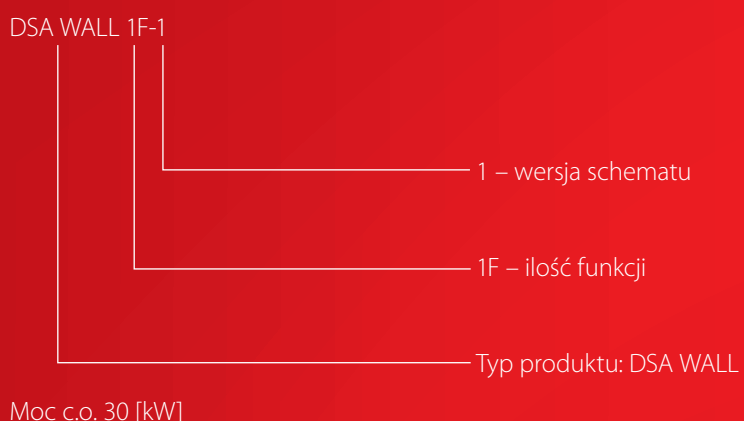 DSA WALL 1F-1
1 – wersja schematu
1F – ilość funkcji
Typ produktu: DSA WALL
Moc c.o. 30 [kW]